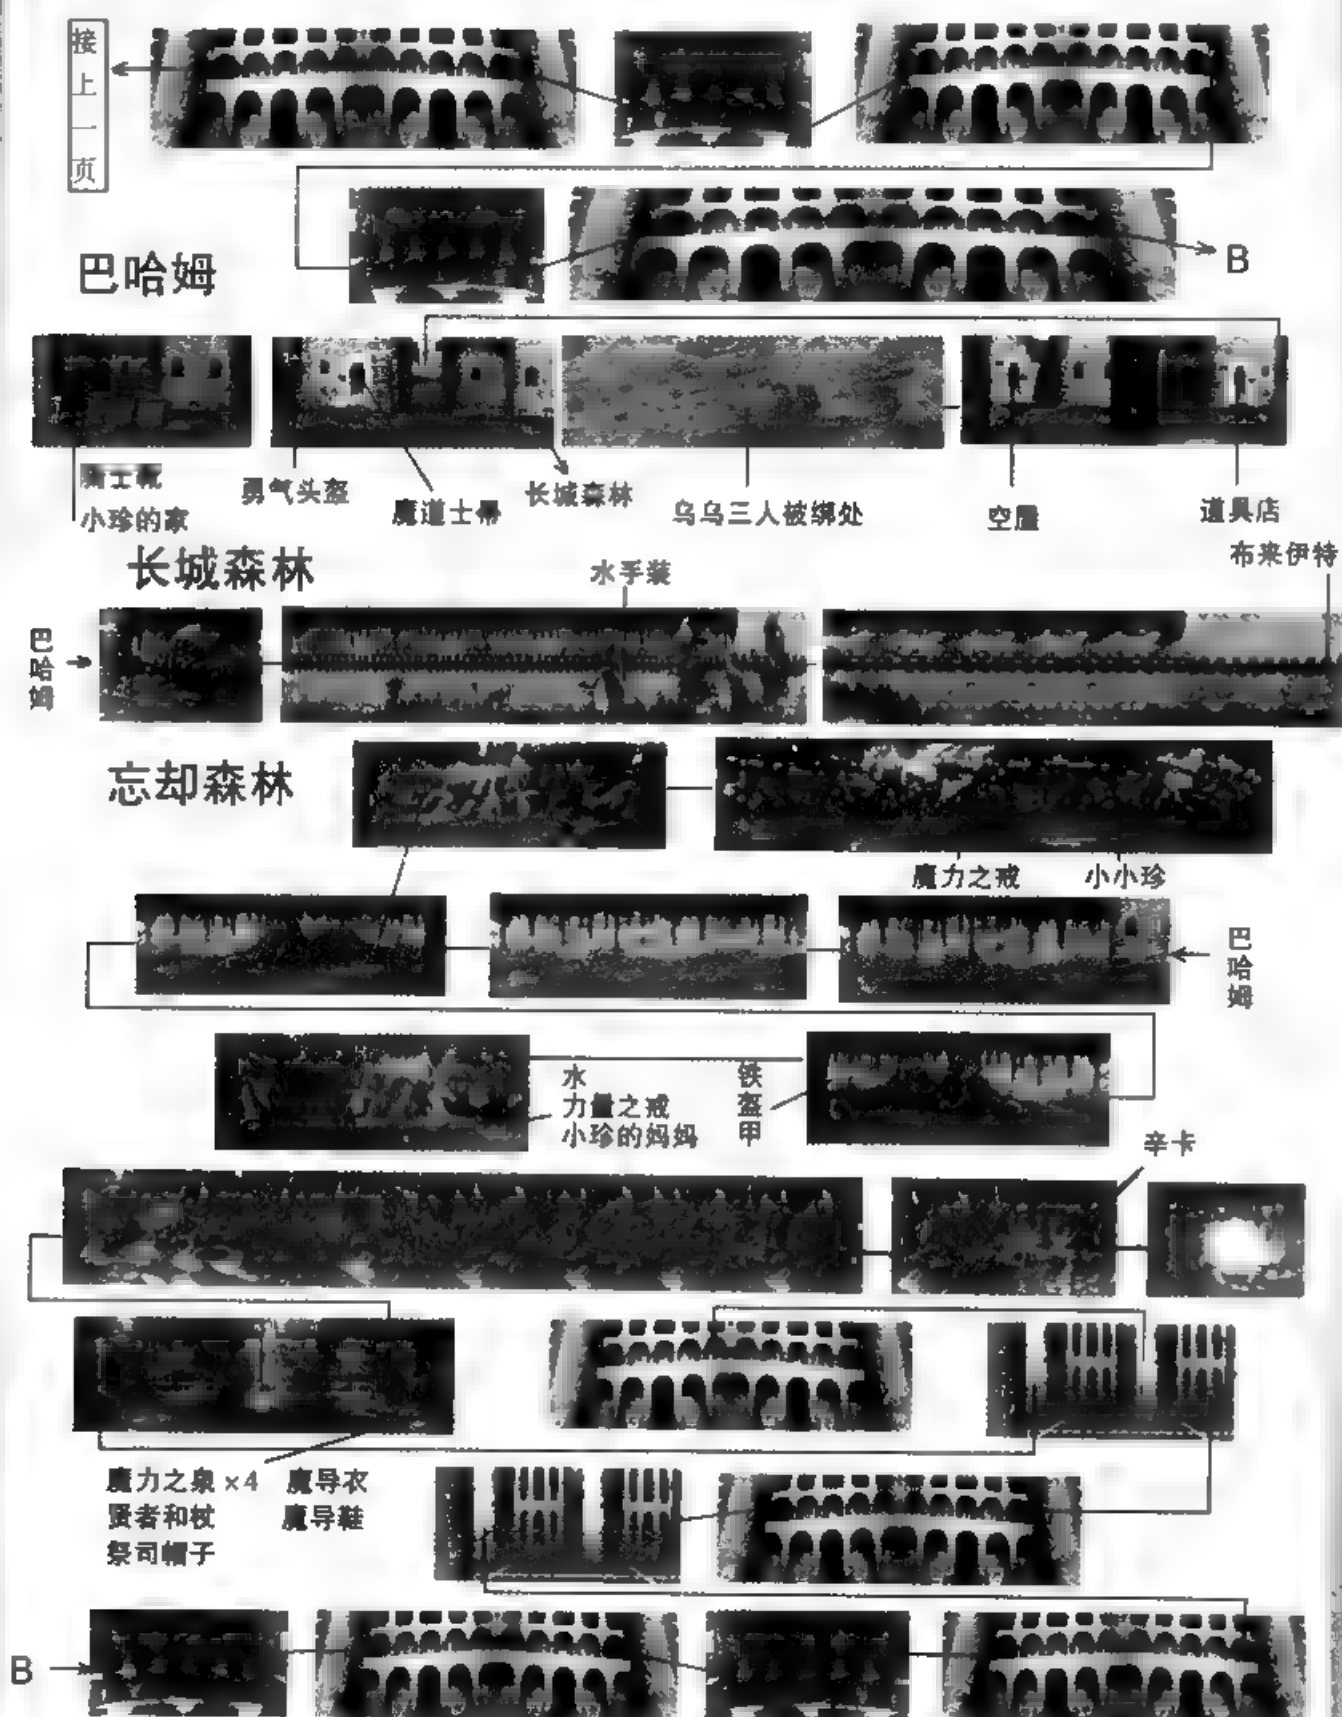 接上一页
B
巴哈姆
小珍的家
勇气头盔
魔道士带
长城森林
乌乌三人被绑处
空屋
道具店
布来伊特
长城森林
水手装
巴哈姆
忘却森林
魔力之戒
小小珍
巴哈姆
水
力量之戒
小珍的妈妈
铁盔甲
辛卡
魔力之泉×4 魔导衣
贤者和杖 魔导鞋
祭司帽子
B